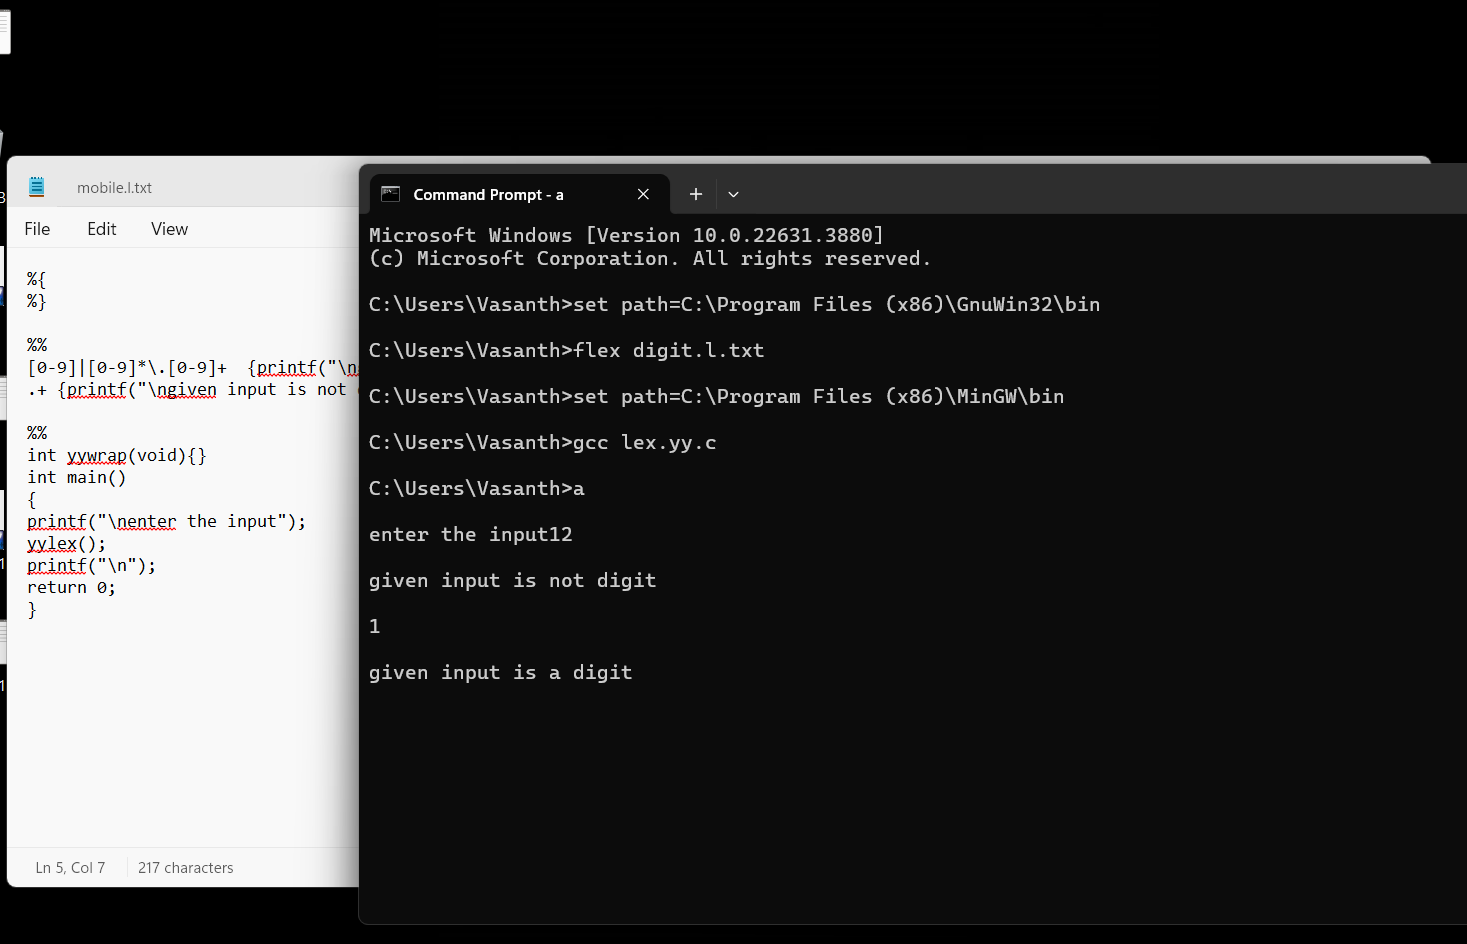 mobile.l.txt
File Edit View
%{
%}
%%
[0-9]|[0-9]*\.[0-9]+ {printf("\n
.+ {printf("\ngiven input is not
%%
int yywrap(void){}
int main()
{
printf("\nenter the input");
yylex();
printf("\n");
return 0;
}
Ln 5, Col 7 217 characters
Command Prompt - a
Microsoft Windows [Version 10.0.22631.3880]
(c) Microsoft Corporation. All rights reserved.
C:\Users\Vasanth>set path=C:\Program Files (x86)\GnuWin32\bin
C:\Users\Vasanth>flex digit.l.txt
C:\Users\Vasanth>set path=C:\Program Files (x86)\MinGW\bin
C:\Users\Vasanth>gcc lex.yy.c
C:\Users\Vasanth>a
enter the input12
given input is not digit
1
given input is a digit